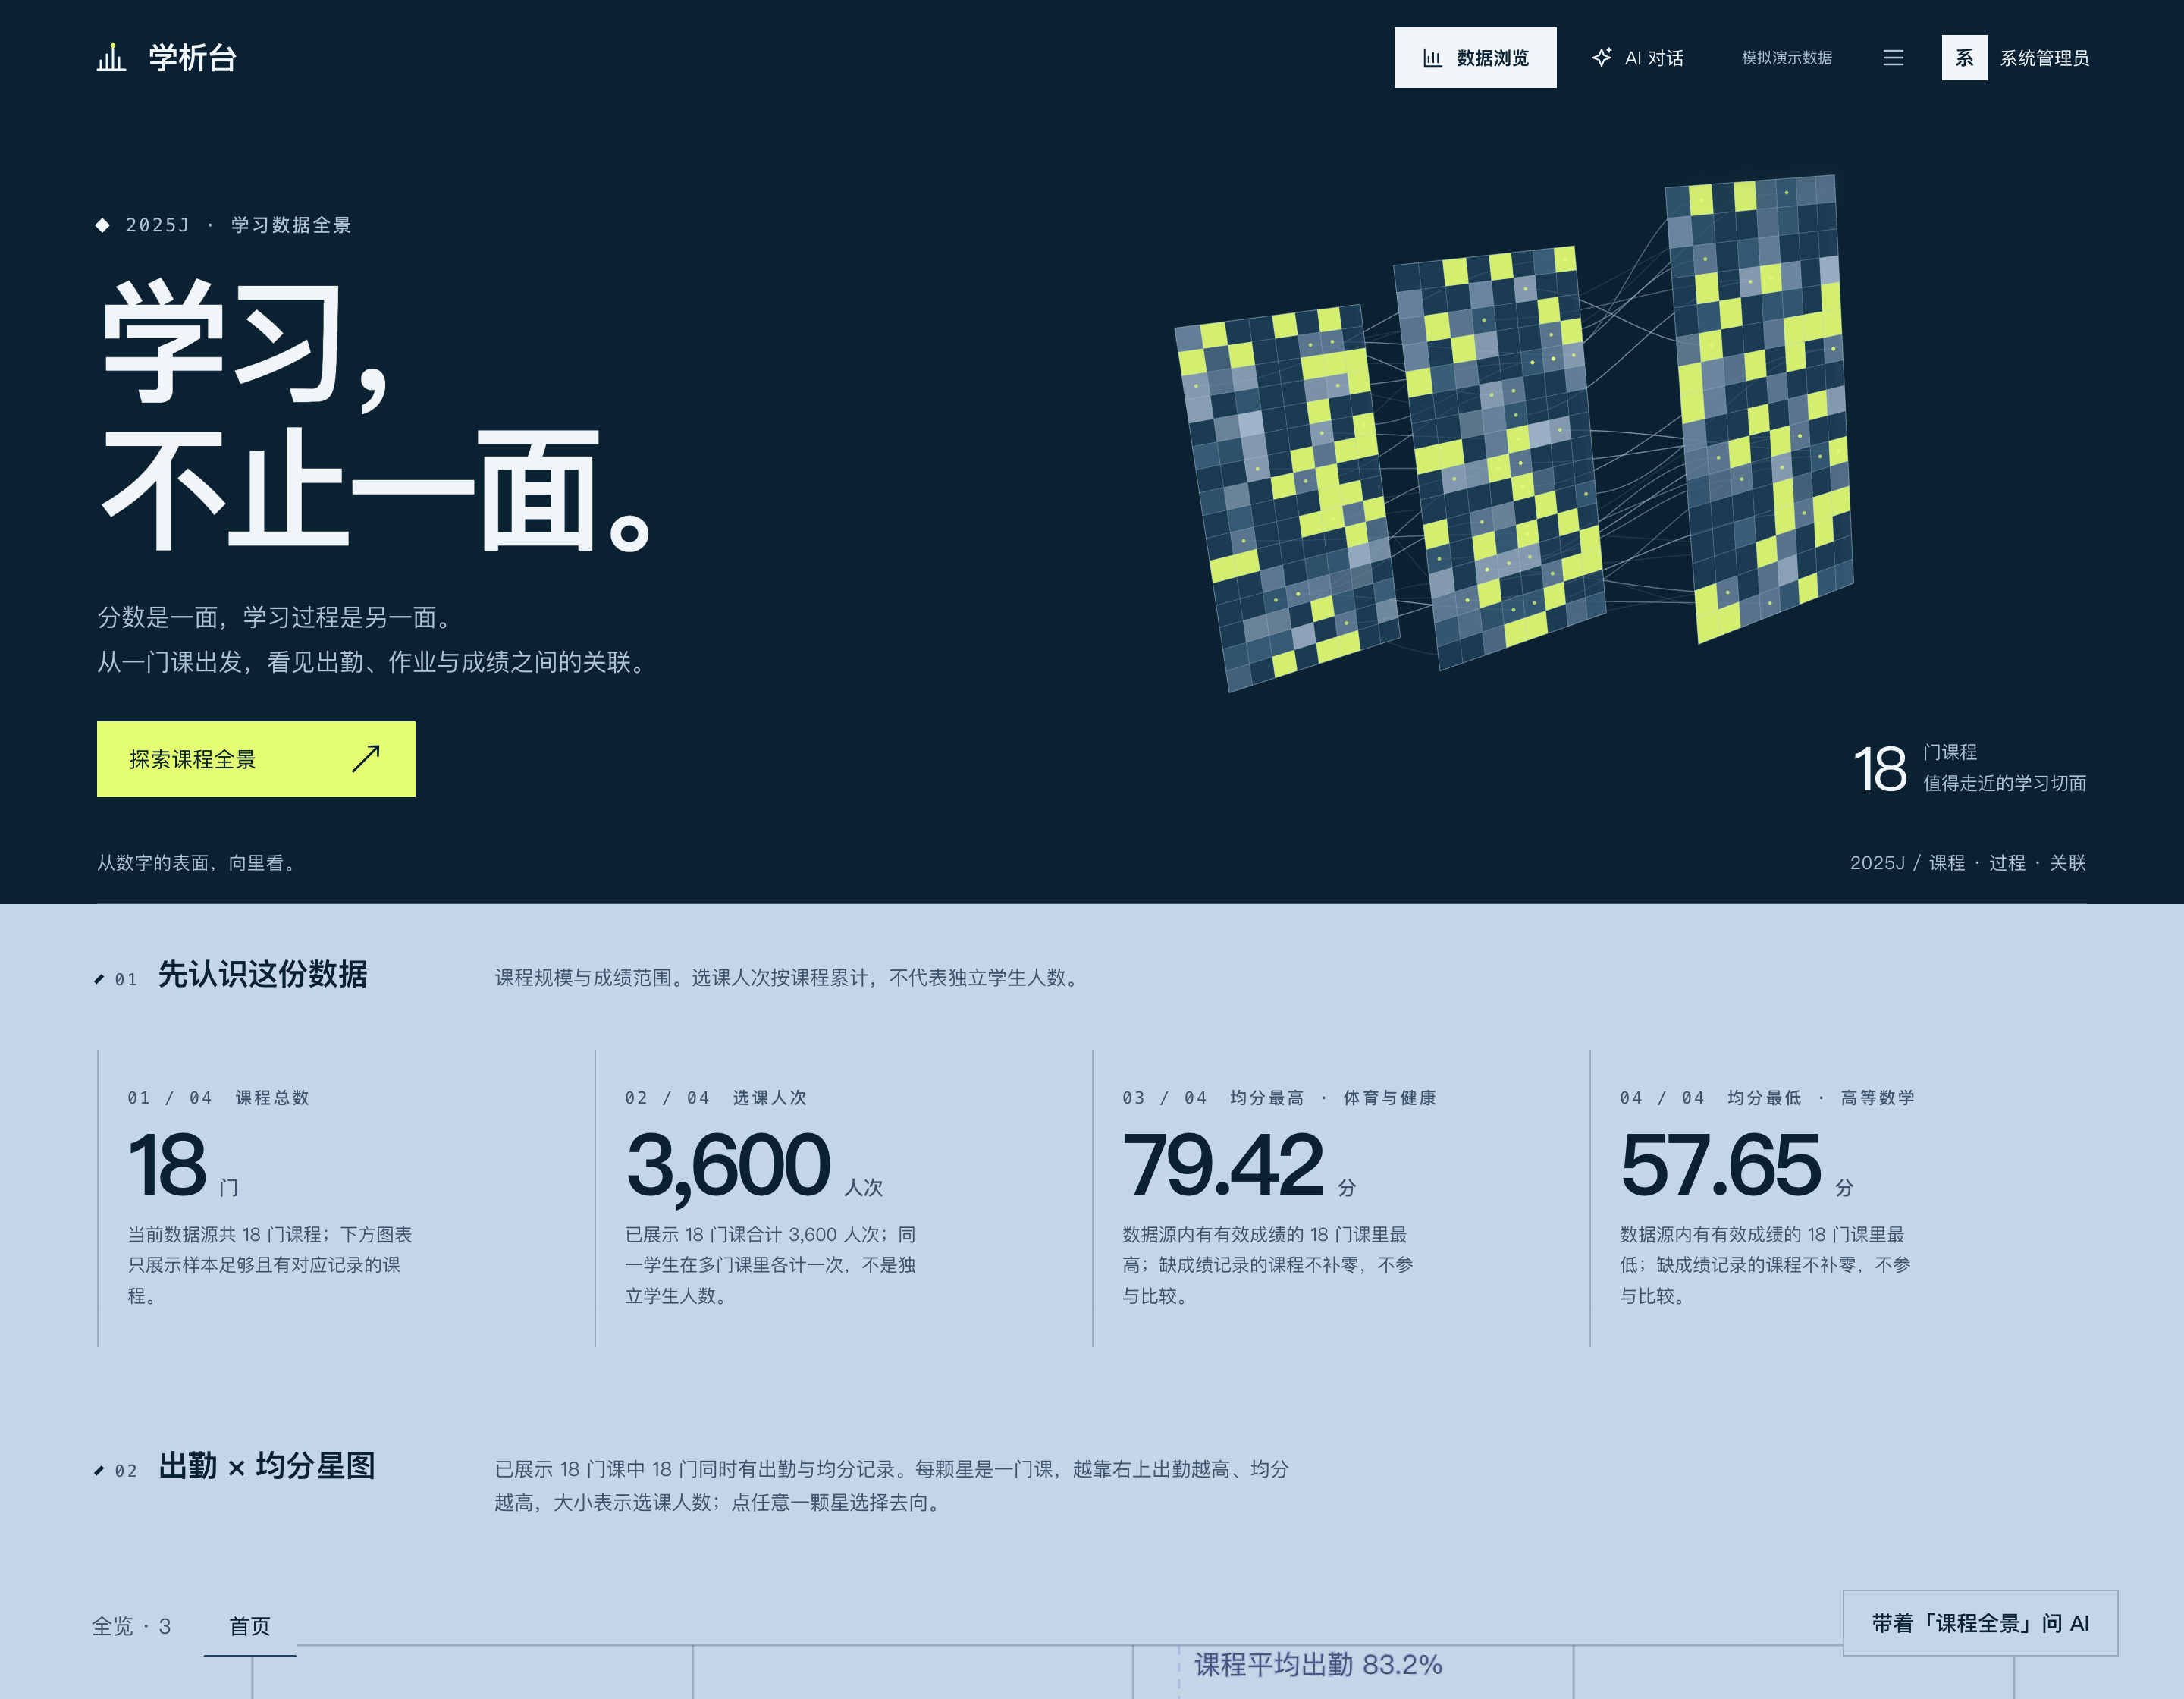 学析台
数据浏览
AI 对话
模拟演示数据
系
系统管理员
2025J · 学习数据全景
学习，
不止一面。
分数是一面，学习过程是另一面。
从一门课出发，看见出勤、作业与成绩之间的关联。
探索课程全景
18
门课程
值得走近的学习切面
从数字的表面，向里看。
2025J / 课程 · 过程 · 关联
01 先认识这份数据
课程规模与成绩范围。选课人次按课程累计，不代表独立学生人数。
01 / 04 课程总数
18 门
当前数据源共 18 门课程；下方图表
只展示样本足够且有对应记录的课
程。
02 / 04 选课人次
3,600 人次
已展示 18 门课合计 3,600 人次；同
一学生在多门课里各计一次，不是独
立学生人数。
03 / 04 均分最高 · 体育与健康
79.42 分
数据源内有有效成绩的 18 门课里最
高；缺成绩记录的课程不补零，不参
与比较。
04 / 04 均分最低 · 高等数学
57.65 分
数据源内有有效成绩的 18 门课里最
低；缺成绩记录的课程不补零，不参
与比较。
02 出勤 × 均分星图
已展示 18 门课中 18 门同时有出勤与均分记录。每颗星是一门课，越靠右上出勤越高、均分
越高，大小表示选课人数；点任意一颗星选择去向。
全览 · 3
首页
带着「课程全景」问 AI
课程平均出勤 83.2%